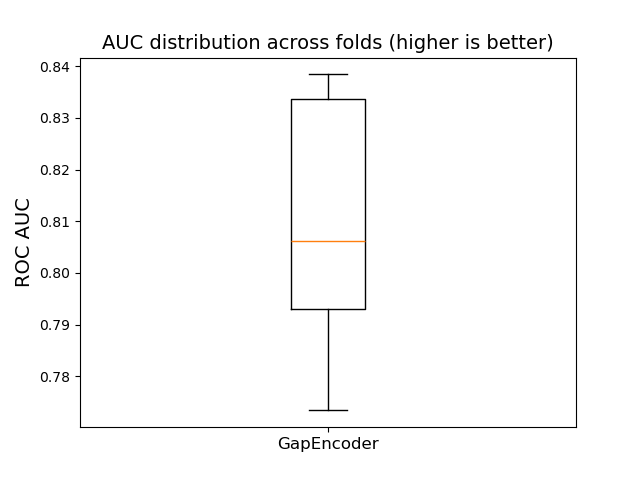 AUC distribution across folds (higher is better)
ROC AUC
0.84
0.83
0.82
0.81
0.80
0.79
0.78
GapEncoder